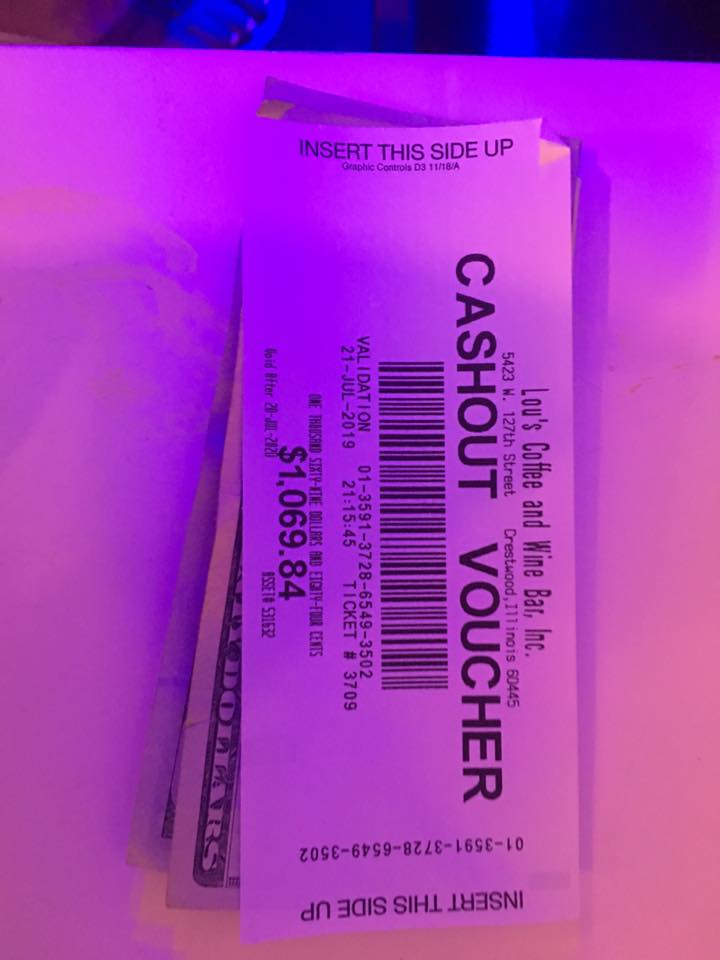 INSERT THIS SIDE UP
Graphic Controls D3 11/18/A
Lou's Coffee and Wine Bar, Inc.
5423 W. 127th Street Crestwood, Illinois 60445
CASHOUT VOUCHER
VALIDATION 01-3591-3728-6549-3502
21-JUL-2019 21:15:45 TICKET # 3709
ONE THOUSAND SIXTY-NINE DOLLARS AND EIGHTY-FOUR CENTS
$1,069.84
Void After 20-JUL-2020 ASSET# 531632
01-3591-3728-6549-3502
INSERT THIS SIDE UP
DOLLARS